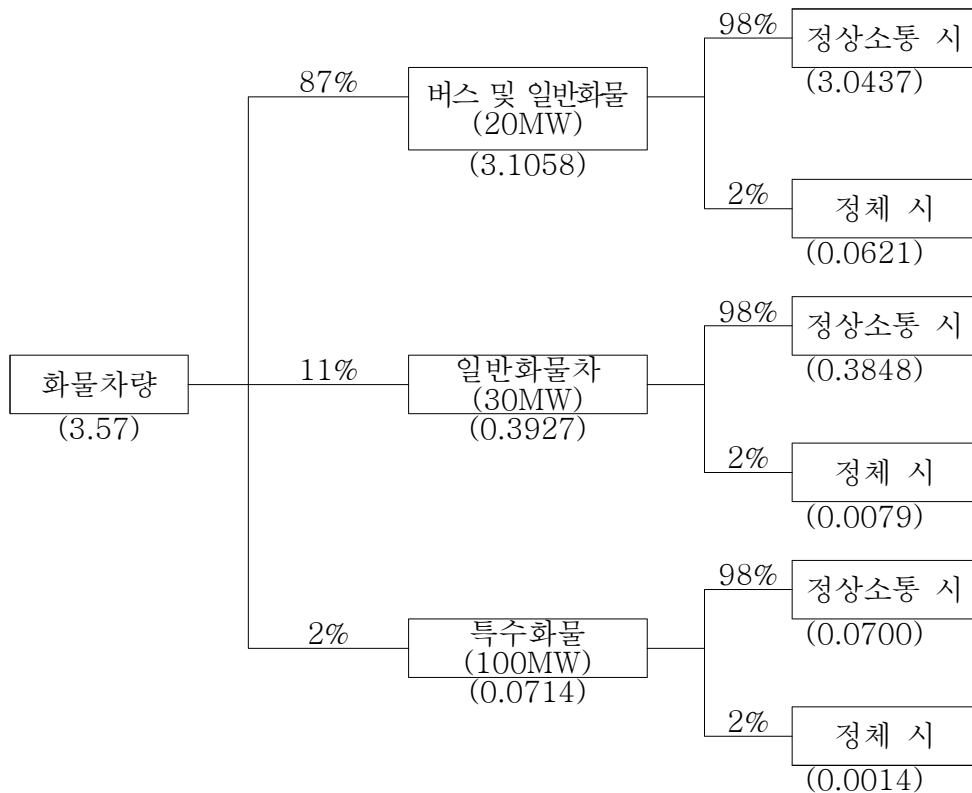 98%
정상소통 시
(3.0437)
87%
버스 및 일반화물
(20MW)
(3.1058)
2%
정체 시
(0.0621)
98%
정상소통 시
(0.3848)
화물차량
(3.57)
11%
일반화물차
(30MW)
(0.3927)
2%
정체 시
(0.0079)
98%
정상소통 시
(0.0700)
2%
특수화물
(100MW)
(0.0714)
2%
정체 시
(0.0014)